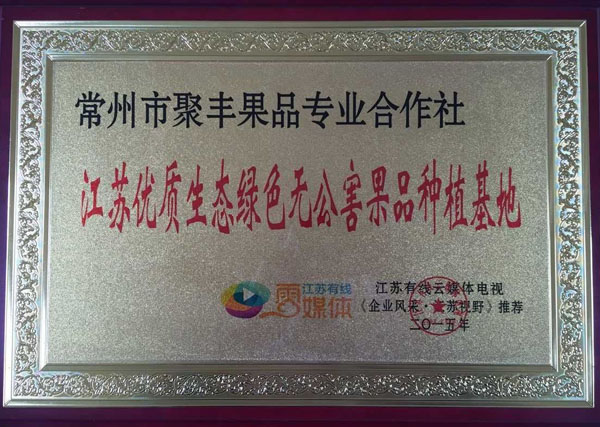 常州市聚丰果品专业合作社
江苏优质生态绿色无公害果品种植基地
江苏有线
云媒体
江苏有线云媒体电视
《企业风采·江苏视野》推荐
二〇一五年